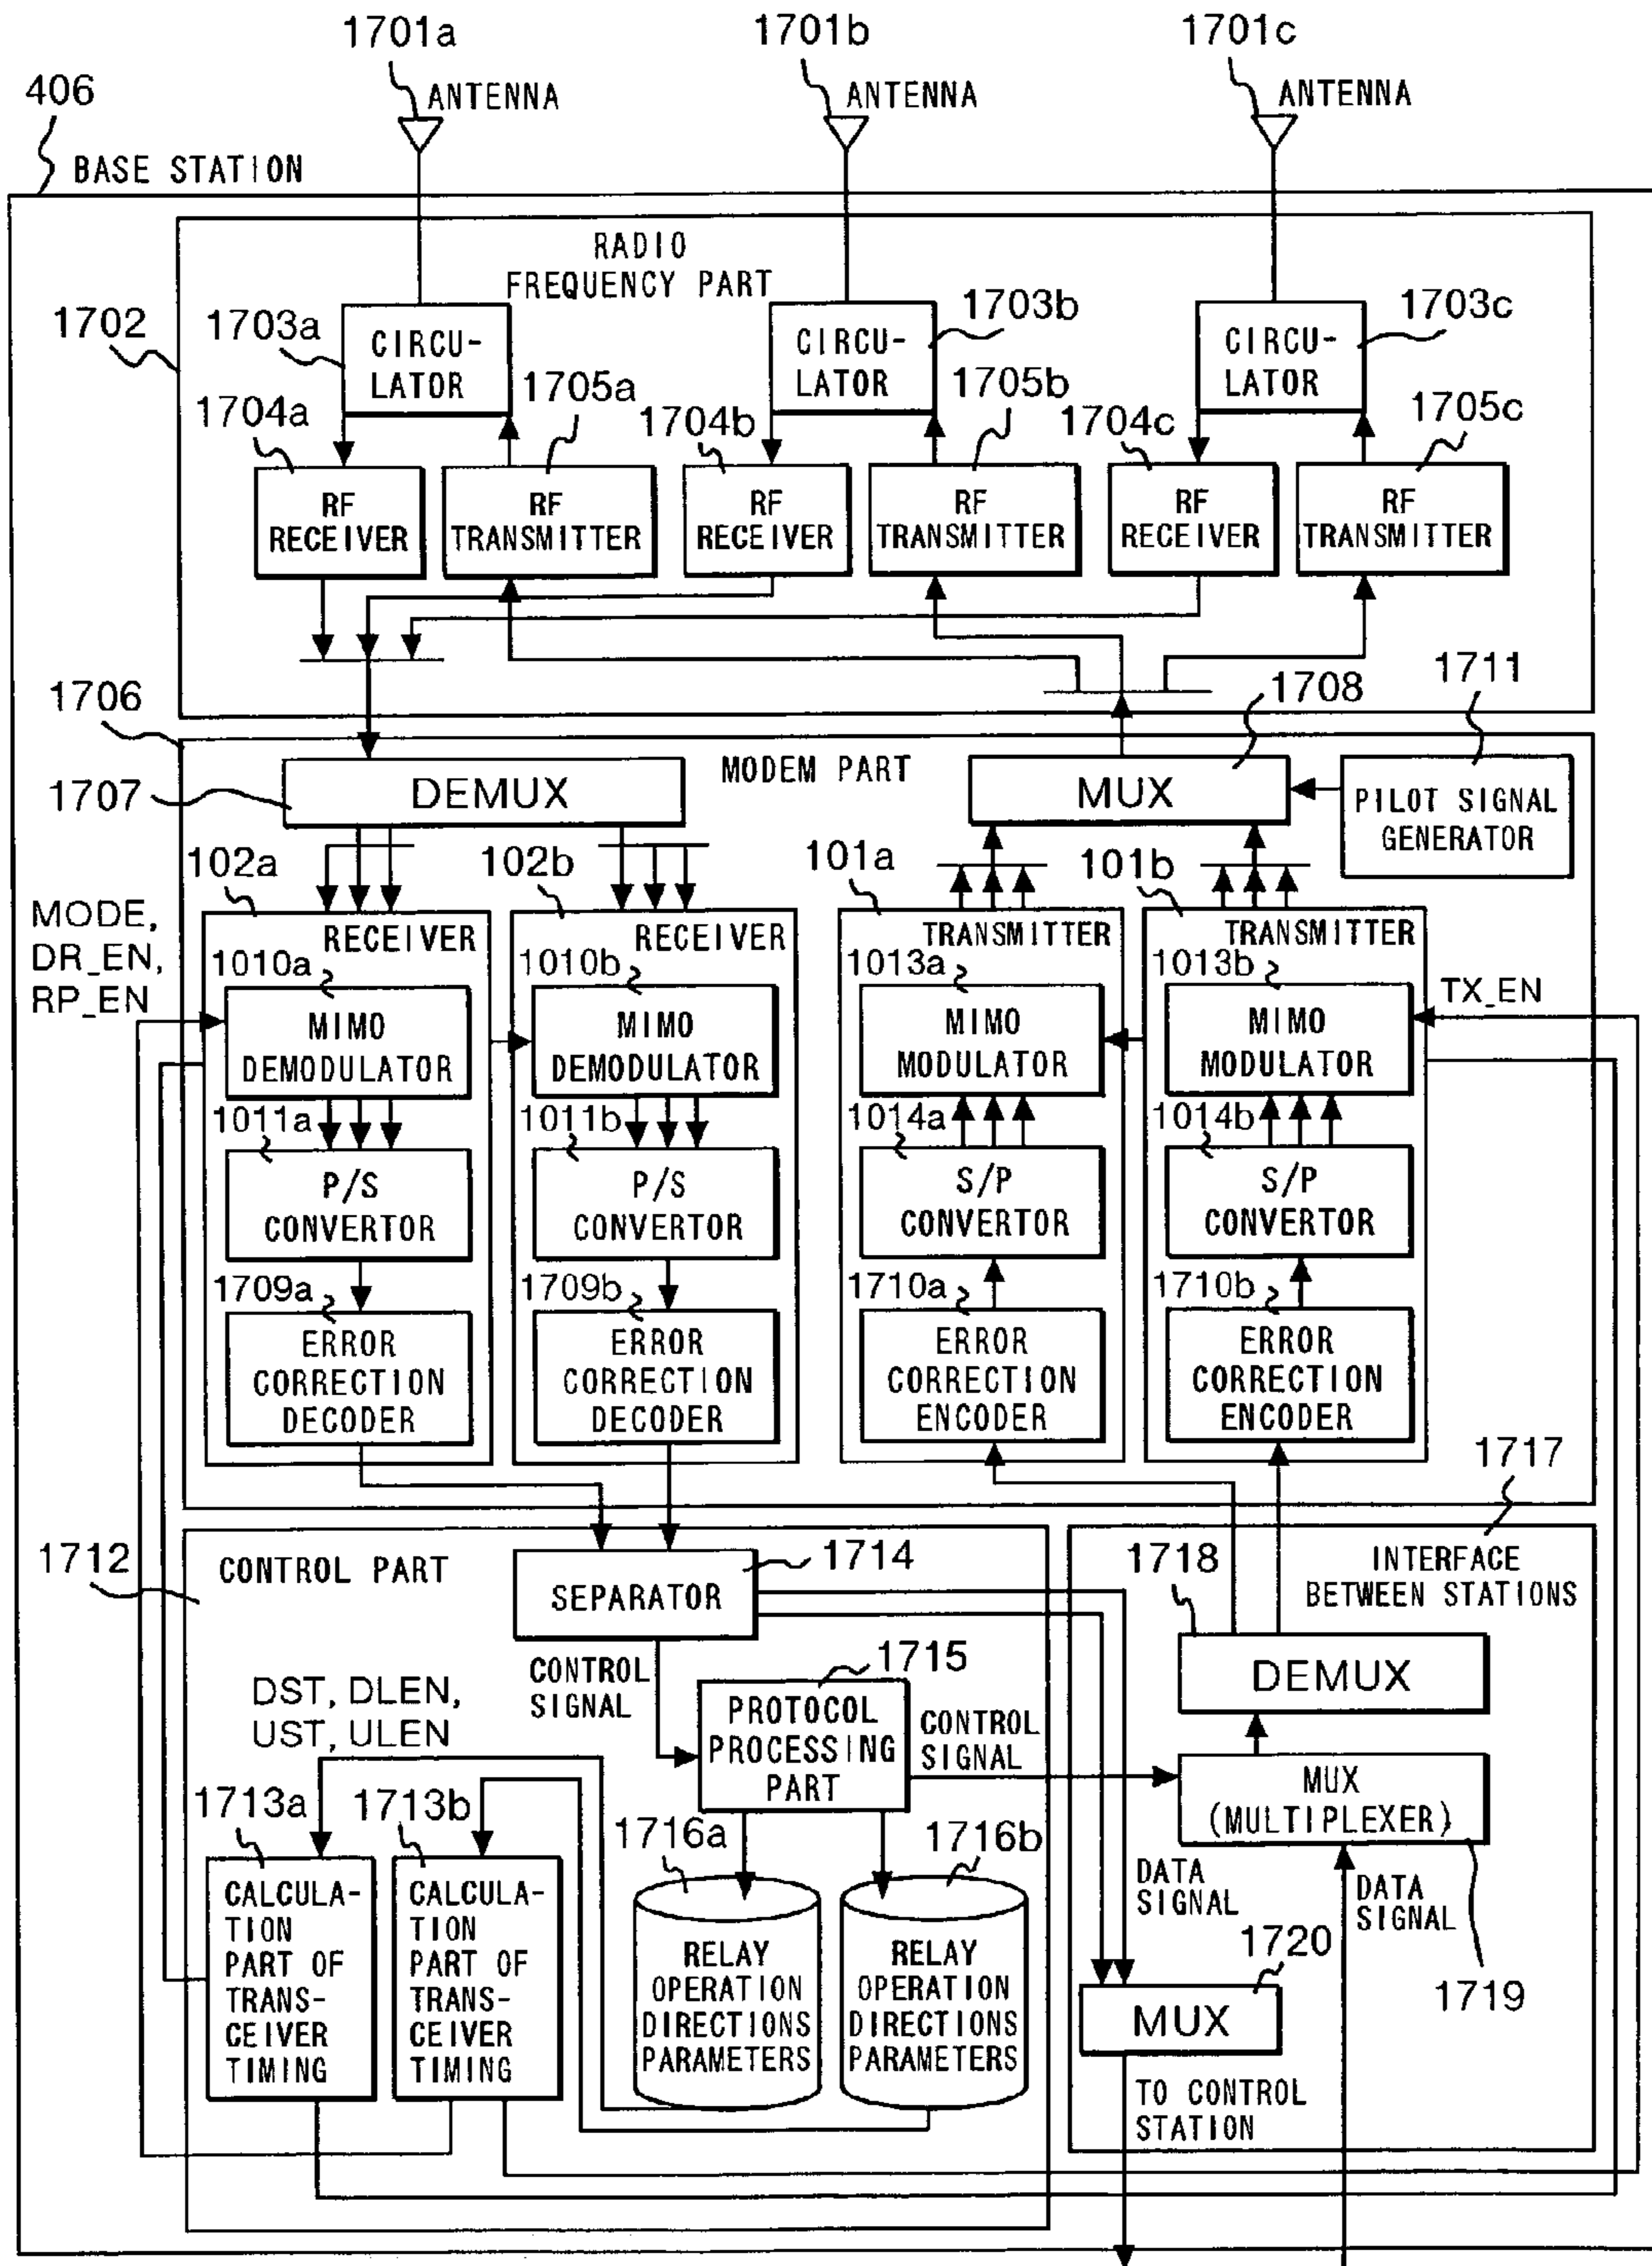 1701a
1701b
1701c
406
ANTENNA
ANTENNA
ANTENNA
BASE STATION
RADIO
FREQUENCY PART
1702
1703a
1703b
1703c
CIRCU-
LATOR
CIRCU-
LATOR
CIRCU-
LATOR
1704a
1705a
1704b
1705b
1704c
1705c
RF
RECEIVER
RF
TRANSMITTER
RF
RECEIVER
RF
TRANSMITTER
RF
RECEIVER
RF
TRANSMITTER
1706
1708
1711
1707
DEMUX
MODEM PART
MUX
PILOT SIGNAL
GENERATOR
102a
102b
101a
101b
MODE,
DR_EN,
RP_EN
RECEIVER
RECEIVER
TRANSMITTER
TRANSMITTER
1010a
1010b
1013a
1013b
TX_EN
MIMO
DEMODULATOR
MIMO
DEMODULATOR
MIMO
MODULATOR
MIMO
MODULATOR
1011a
1011b
1014a
1014b
P/S
CONVERTOR
P/S
CONVERTOR
S/P
CONVERTOR
S/P
CONVERTOR
1709a
1709b
1710a
1710b
ERROR
CORRECTION
DECODER
ERROR
CORRECTION
DECODER
ERROR
CORRECTION
ENCODER
ERROR
CORRECTION
ENCODER
1717
1712
CONTROL PART
1714
SEPARATOR
1718
INTERFACE
BETWEEN STATIONS
CONTROL
SIGNAL
1715
DEMUX
DST, DLEN,
UST, ULEN
PROTOCOL
PROCESSING
PART
CONTROL
SIGNAL
MUX
(MULTIPLEXER)
1713a
1713b
1716a
1716b
DATA
SIGNAL
DATA
SIGNAL
CALCULA-
TION
PART OF
TRANS-
CEIVER
TIMING
CALCULA-
TION
PART OF
TRANS-
CEIVER
TIMING
RELAY
OPERATION
DIRECTIONS
PARAMETERS
RELAY
OPERATION
DIRECTIONS
PARAMETERS
1720
1719
MUX
TO CONTROL
STATION